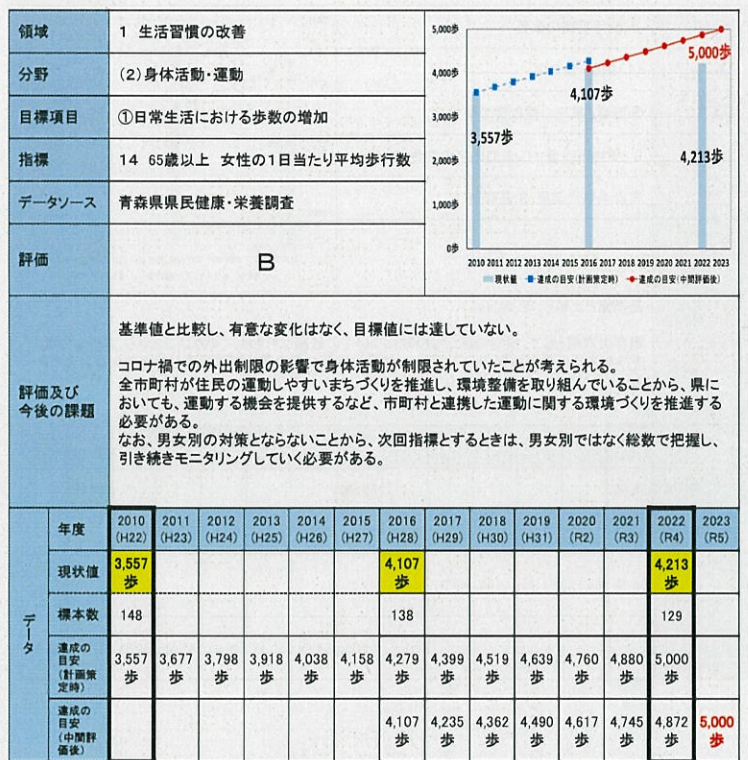 領域 1 生活習慣の改善
分野 (2)身体活動・運動
目標項目 ①日常生活における歩数の増加
指標 14 65歳以上 女性の1日当たり平均歩行数
データソース 青森県県民健康・栄養調査
評価 B
5,000歩
4,000歩
3,000歩
2,000歩
1,000歩
0歩
3,557歩
4,107歩
5,000歩
4,213歩
2010 2011 2012 2013 2014 2015 2016 2017 2018 2019 2020 2021 2022 2023
現状値 達成の目安(計画策定時) 達成の目安(中間評価後)
評価及び
今後の課題
基準値と比較し、有意な変化はなく、目標値には達していない。
コロナ禍での外出制限の影響で身体活動が制限されていたことが考えられる。
全市町村が住民の運動しやすいまちづくりを推進し、環境整備を取り組んでいることから、県に
おいても、運動する機会を提供するなど、市町村と連携した運動に関する環境づくりを推進する
必要がある。
なお、男女別の対策とならないことから、次回指標とするときは、男女別ではなく総数で把握し、
引き続きモニタリングしていく必要がある。
データ
年度 2010 2011 2012 2013 2014 2015 2016 2017 2018 2019 2020 2021 2022 2023
(H22) (H23) (H24) (H25) (H26) (H27) (H28) (H29) (H30) (H31) (R2) (R3) (R4) (R5)
現状値 3,557歩 4,107歩 4,213歩
標本数 148 138 129
達成の目安(計画策定時) 3,557歩 3,677歩 3,798歩 3,918歩 4,038歩 4,158歩 4,279歩 4,399歩 4,519歩 4,639歩 4,760歩 4,880歩 5,000歩
達成の目安(中間評価後) 4,107歩 4,235歩 4,362歩 4,490歩 4,617歩 4,745歩 4,872歩 5,000歩